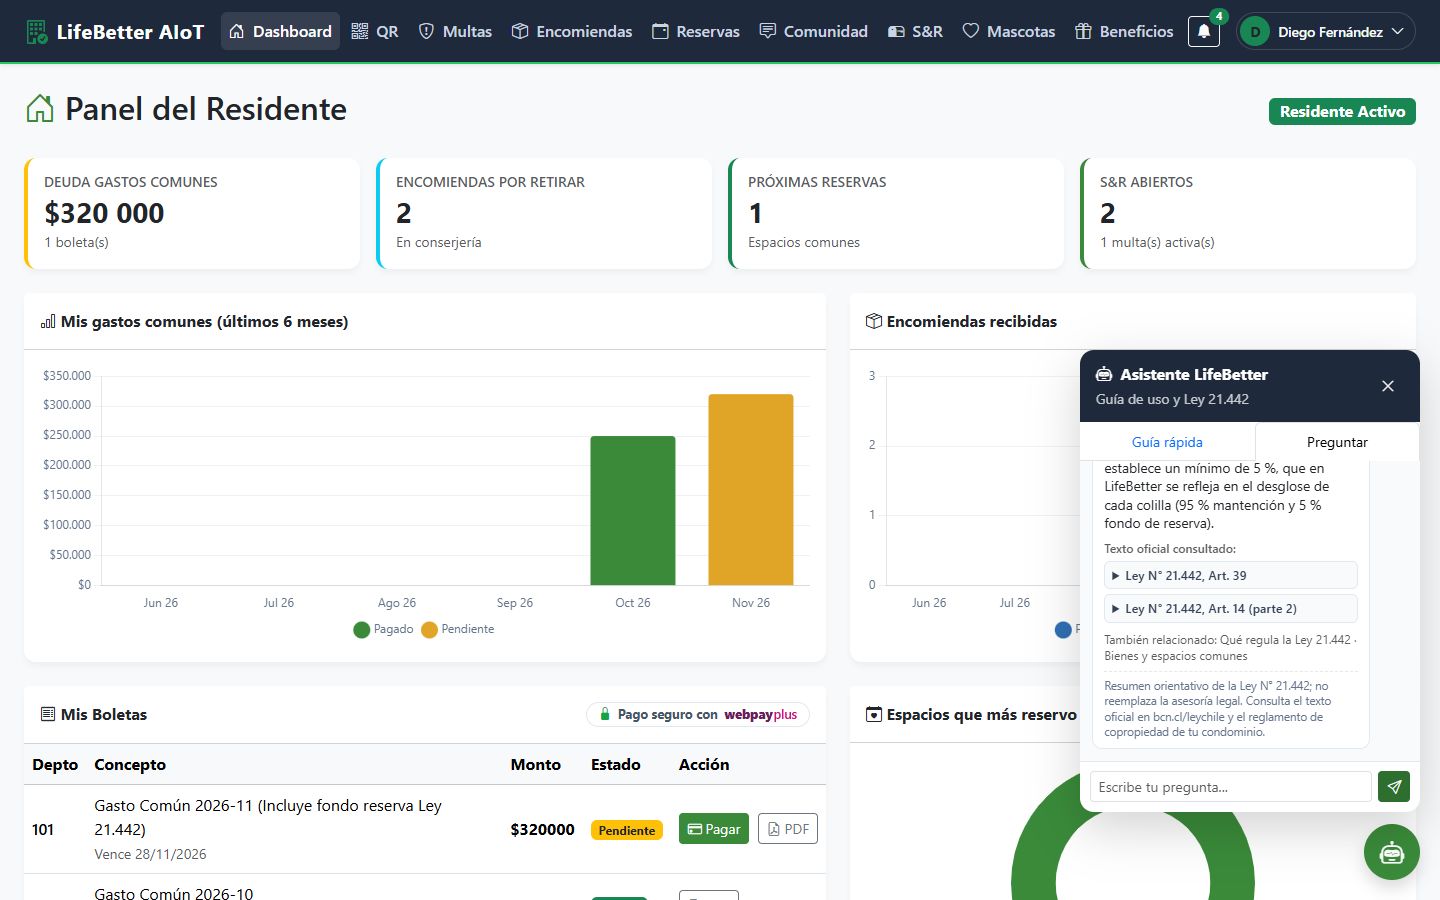 LifeBetter AIoT
Dashboard
QR
Multas
Encomiendas
Reservas
Comunidad
S&R
Mascotas
Beneficios
4
D
Diego Fernández
Panel del Residente
Residente Activo
DEUDA GASTOS COMUNES
$320 000
1 boleta(s)
ENCOMIENDAS POR RETIRAR
2
En conserjería
PRÓXIMAS RESERVAS
1
Espacios comunes
S&R ABIERTOS
2
1 multa(s) activa(s)
Mis gastos comunes (últimos 6 meses)
$350.000
$300.000
$250.000
$200.000
$150.000
$100.000
$50.000
$0
Jun 26
Jul 26
Ago 26
Sep 26
Oct 26
Nov 26
Pagado
Pendiente
Encomiendas recibidas
3
2
1
0
Jun 26
Jul 26
Asistente LifeBetter
Guía de uso y Ley 21.442
Guía rápida
Preguntar
establece un mínimo de 5 %, que en
LifeBetter se refleja en el desglose de
cada colilla (95 % mantención y 5 %
fondo de reserva).
Texto oficial consultado:
Ley N° 21.442, Art. 39
Ley N° 21.442, Art. 14 (parte 2)
También relacionado: Qué regula la Ley 21.442 ·
Bienes y espacios comunes
Resumen orientativo de la Ley N° 21.442; no
reemplaza la asesoría legal. Consulta el texto
oficial en bcn.cl/leychile y el reglamento de
copropiedad de tu condominio.
Escribe tu pregunta...
Mis Boletas
Pago seguro con webpayplus
Depto
Concepto
Monto
Estado
Acción
101
Gasto Común 2026-11 (Incluye fondo reserva Ley
21.442)
Vence 28/11/2026
$320000
Pendiente
Pagar
PDF
Gasto Común 2026-10
Espacios que más reservo